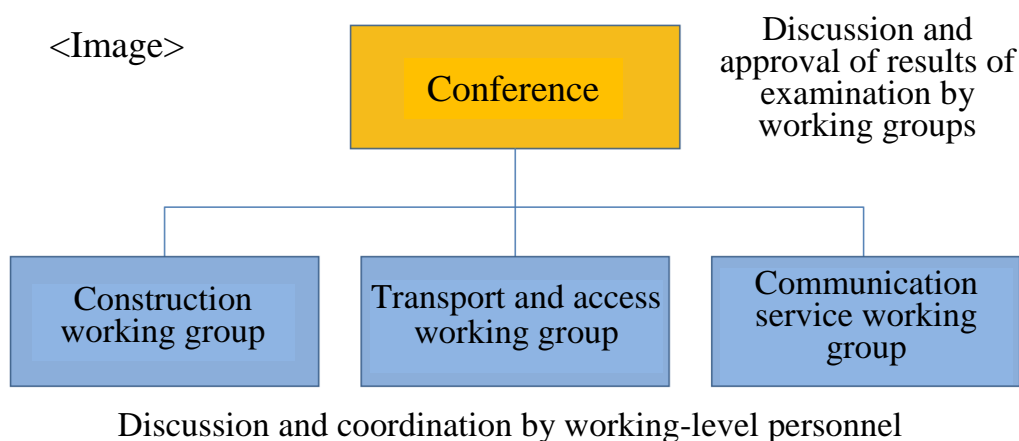 <Image>
Discussion and
approval of results of
examination by
working groups
Conference
Construction
working group
Transport and access
working group
Communication
service working
group
Discussion and coordination by working-level personnel